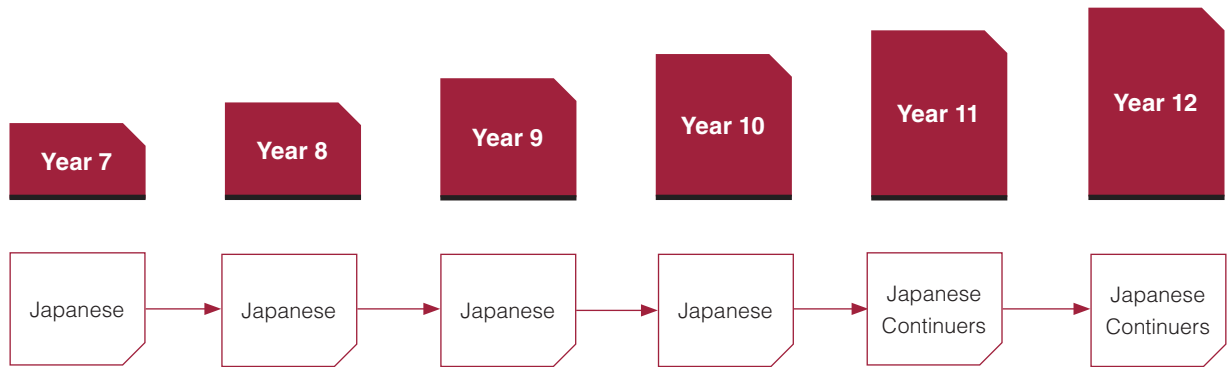 Year 7
Year 8
Year 9
Year 10
Year 11
Year 12
Japanese
Japanese
Japanese
Japanese
Japanese
Continuers
Japanese
Continuers